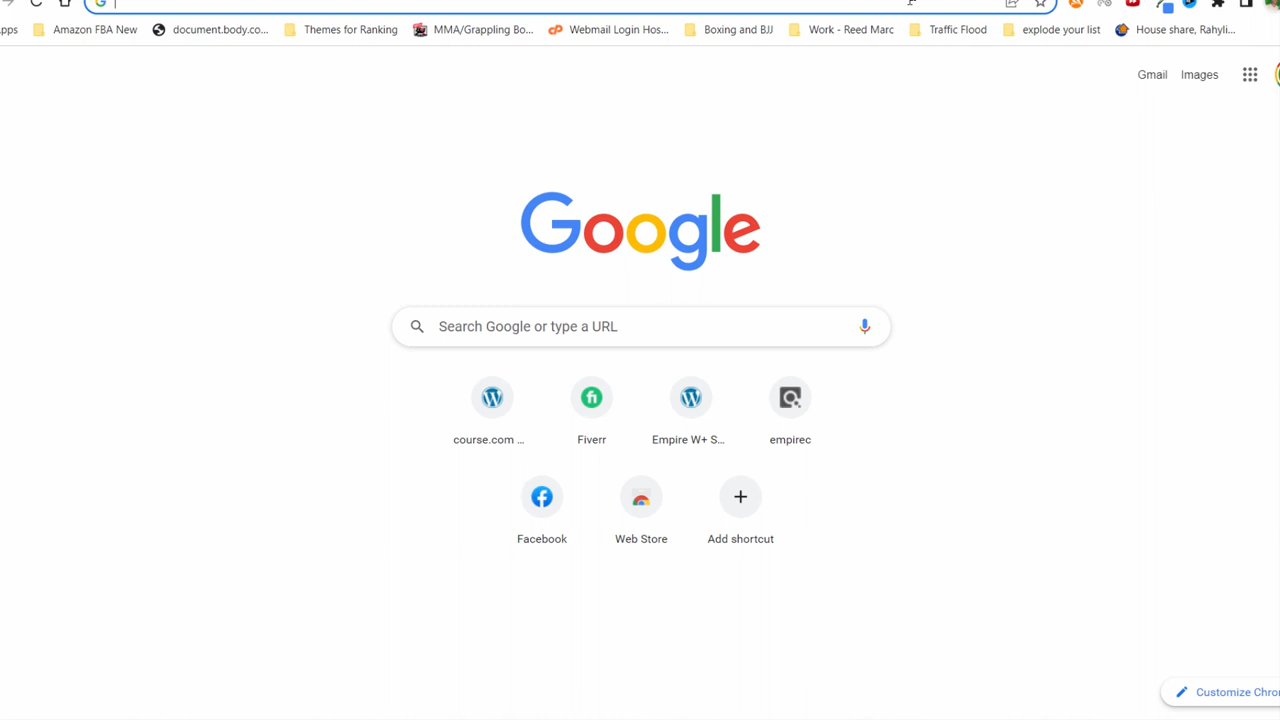 Apps Amazon FBA New document.body.co... Themes for Ranking MMA/Grappling Bo... Webmail Login Hos... Boxing and BJJ Work - Reed Marc Traffic Flood explode your list House share, Rahyli...
Gmail Images
Google
Search Google or type a URL
course.com ... Fiverr Empire W+ S... empirec
Facebook Web Store Add shortcut
Customize Chro